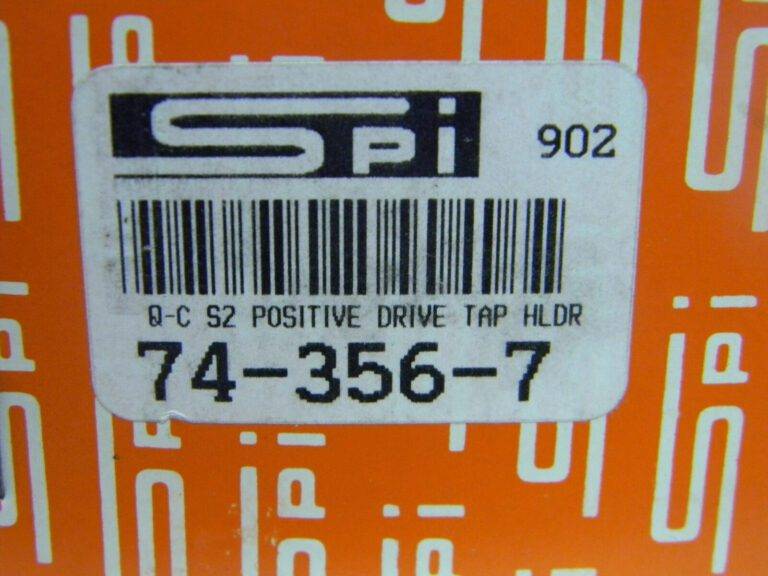 SPi 902
Q-C S2 POSITIVE DRIVE TAP HLDR
74-356-7